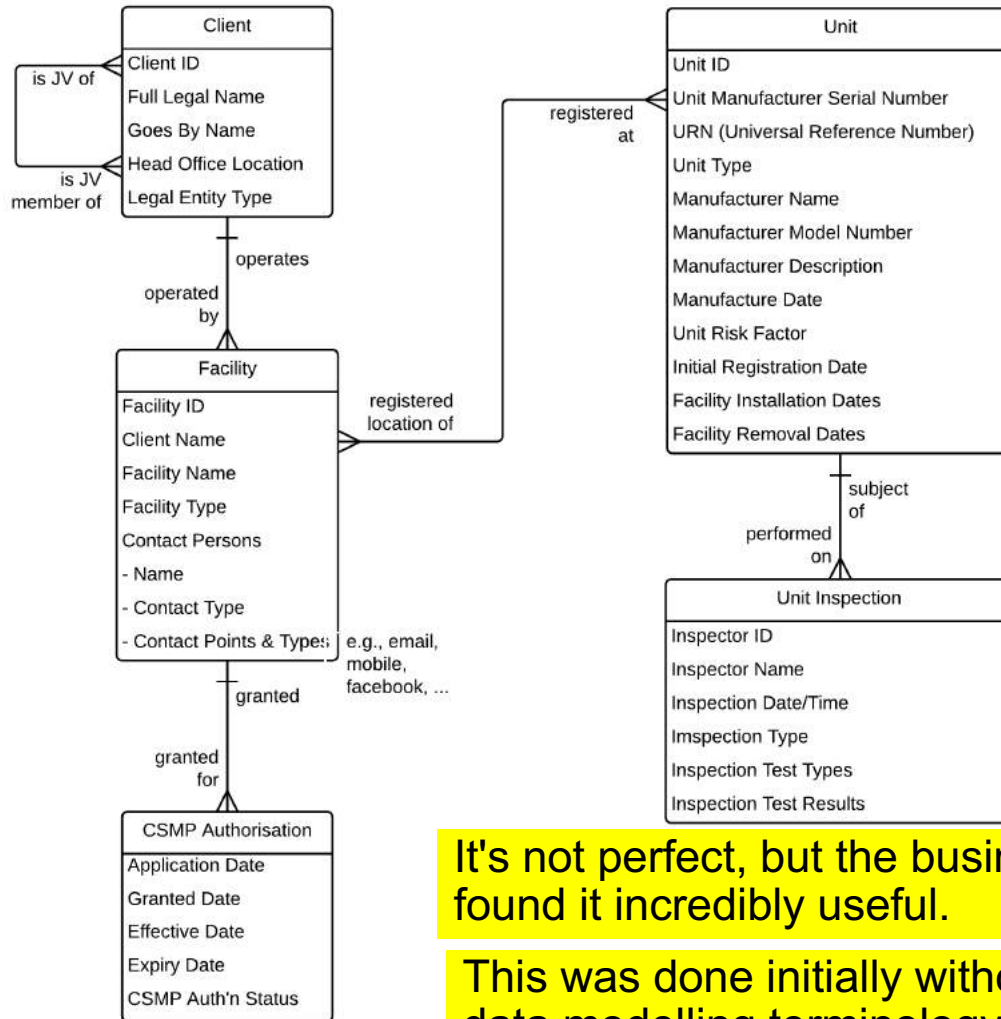 Client
Client ID
Full Legal Name
Goes By Name
Head Office Location
Legal Entity Type
is JV of
is JV
member of
operates
operated
by
Facility
Facility ID
Client Name
Facility Name
Facility Type
Contact Persons
- Name
- Contact Type
- Contact Points & Types
e.g., email,
mobile,
facebook, ...
registered
location of
registered
at
granted
granted
for
CSMP Authorisation
Application Date
Granted Date
Effective Date
Expiry Date
CSMP Auth'n Status
Unit
Unit ID
Unit Manufacturer Serial Number
URN (Universal Reference Number)
Unit Type
Manufacturer Name
Manufacturer Model Number
Manufacturer Description
Manufacture Date
Unit Risk Factor
Initial Registration Date
Facility Installation Dates
Facility Removal Dates
subject
of
performed
on
Unit Inspection
Inspector ID
Inspector Name
Inspection Date/Time
Imspection Type
Inspection Test Types
Inspection Test Results
It's not perfect, but the busi
found it incredibly useful.
This was done initially with
data modelling terminology